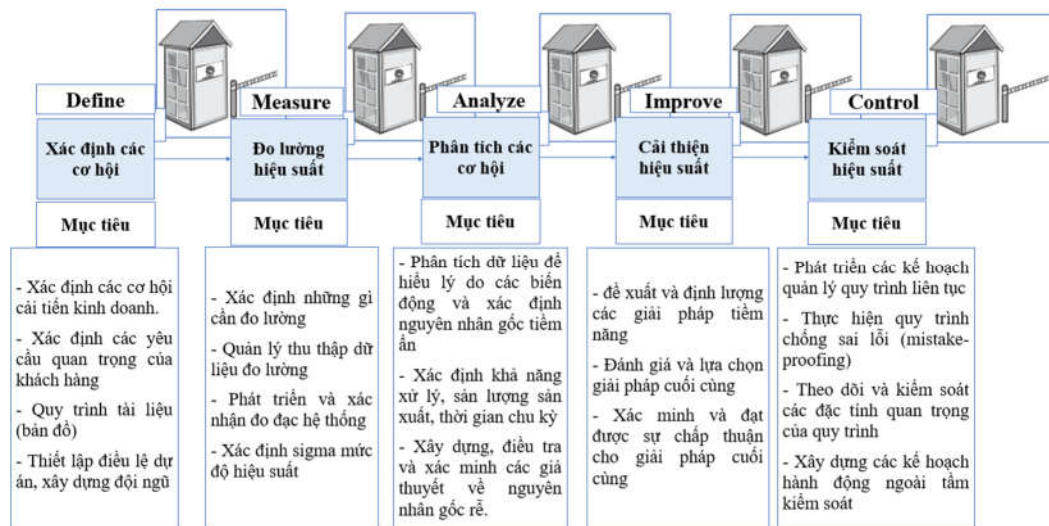 Define
Xác định các
cơ hội
Mục tiêu
- Xác định các cơ hội
cải tiến kinh doanh.
- Xác định các yêu
cầu quan trọng của
khách hàng
- Quy trình tài liệu
(bản đồ)
- Thiết lập điều lệ dự
án, xây dựng đội ngũ
Measure
Đo lường
hiệu suất
Mục tiêu
- Xác định những gì
cần đo lường
- Quản lý thu thập dữ
liệu đo lường
- Phát triển và xác
nhận đo đạc hệ thống
- Xác định sigma mức
độ hiệu suất
Analyze
Phân tích các
cơ hội
Mục tiêu
- Phân tích dữ liệu để
hiểu lý do các biến
động và xác định
nguyên nhân gốc tiềm
ẩn
- Xác định khả năng
xử lý, sản lượng sản
xuất, thời gian chu kỳ
- Xây dựng, điều tra
và xác minh các giả
thuyết về nguyên
nhân gốc rễ.
Improve
Cải thiện
hiệu suất
Mục tiêu
- đề xuất và định lượng
các giải pháp tiềm
năng
- Đánh giá và lựa chọn
giải pháp cuối cùng
- Xác minh và đạt
được sự chấp thuận
cho giải pháp cuối
cùng
Control
Kiểm soát
hiệu suất
Mục tiêu
- Phát triển các kế hoạch
quản lý quy trình liên
tục
- Thực hiện quy trình
chống sai lỗi (mistake-
proofing)
- Theo dõi và kiểm soát
các đặc tính quan trọng
của quy trình
- Xây dựng các kế hoạch
hành động ngoài tầm
kiểm soát